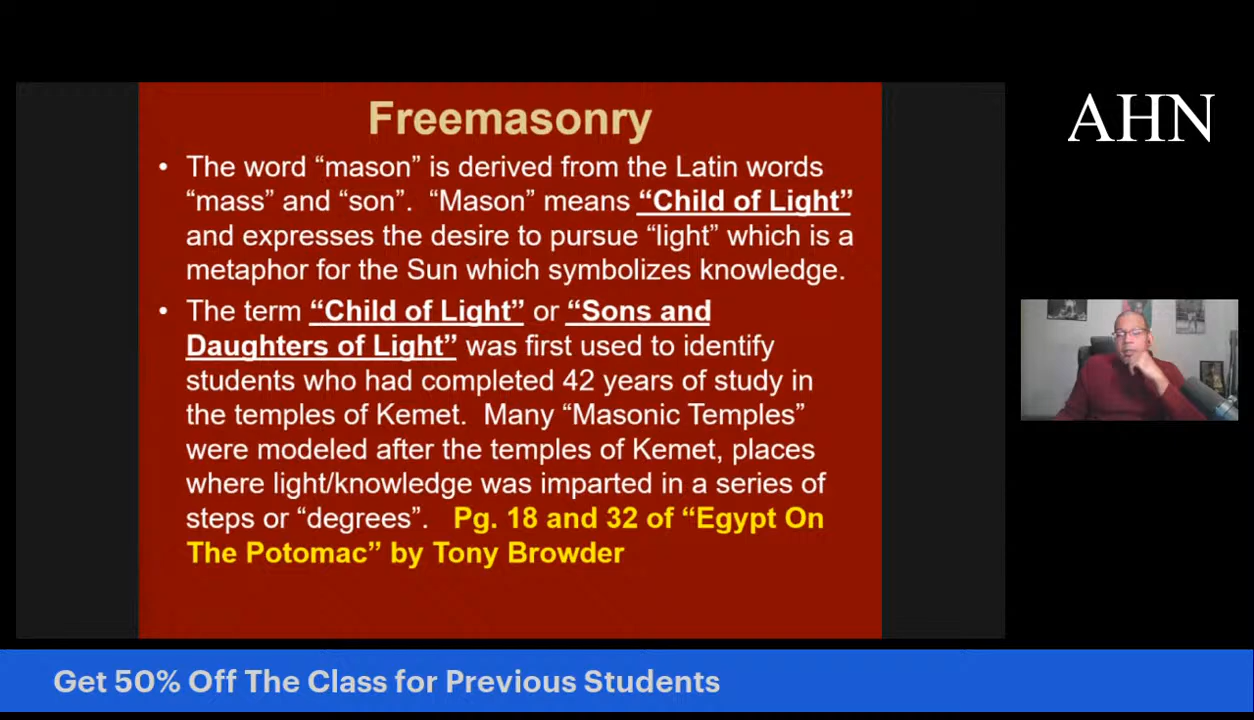 Freemasonry
• The word “mason” is derived from the Latin words
“mass” and “son”. “Mason” means “Child of Light”
and expresses the desire to pursue “light” which is a
metaphor for the Sun which symbolizes knowledge.
• The term “Child of Light” or “Sons and
Daughters of Light” was first used to identify
students who had completed 42 years of study in
the temples of Kemet. Many “Masonic Temples”
were modeled after the temples of Kemet, places
where light/knowledge was imparted in a series of
steps or “degrees”. Pg. 18 and 32 of “Egypt On
The Potomac” by Tony Browder
AHN
Get 50% Off The Class for Previous Students